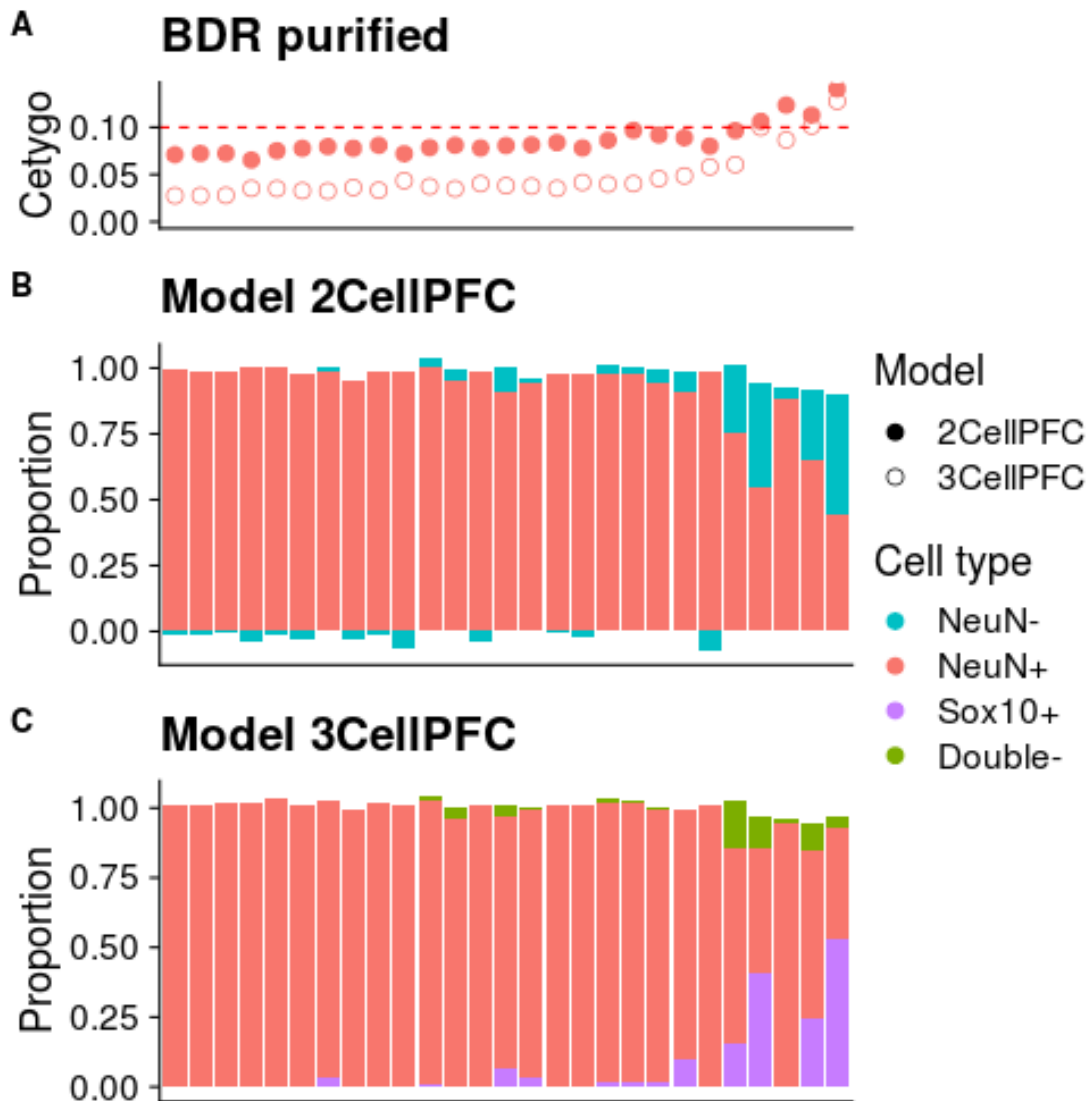 A
BDR purified
Cetygo
0.10
0.05
0.00
B
Model 2CellPFC
Proportion
1.00
0.75
0.50
0.25
0.00
Model
2CellPFC
3CellPFC
Cell type
NeuN-
NeuN+
Sox10+
Double-
C
Model 3CellPFC
Proportion
1.00
0.75
0.50
0.25
0.00